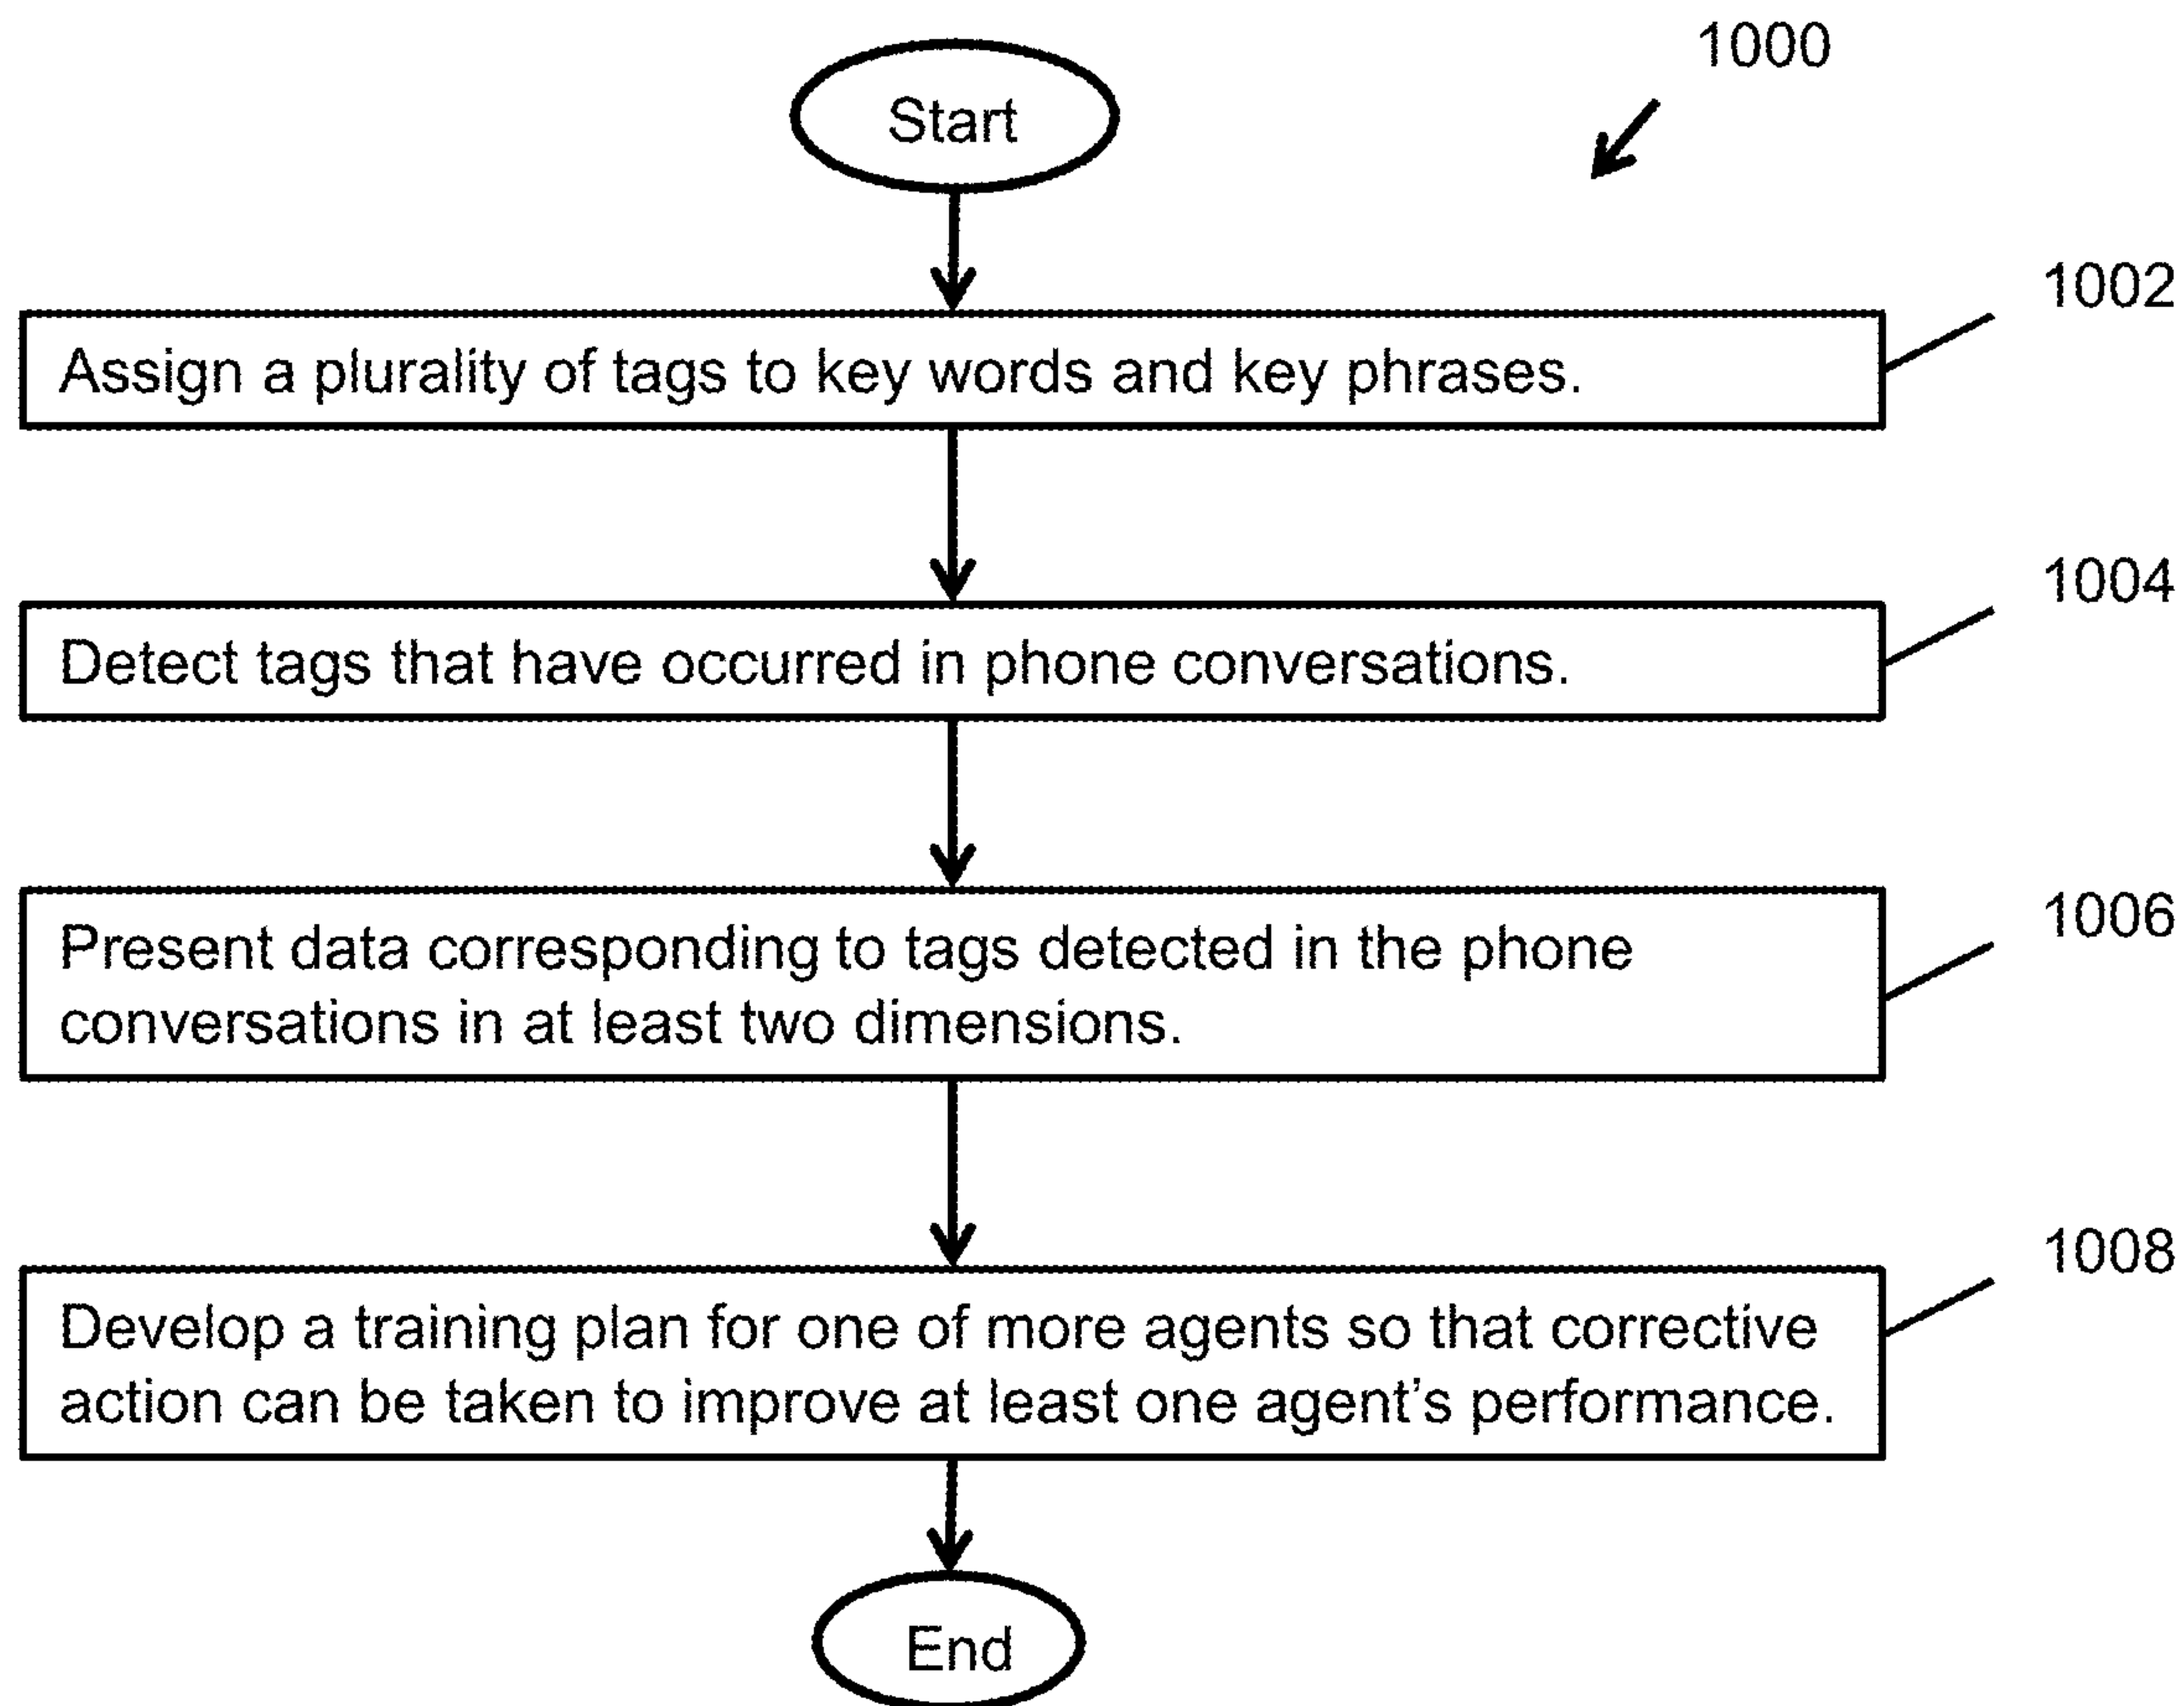 1000
Start
1002
Assign a plurality of tags to key words and key phrases.
1004
Detect tags that have occurred in phone conversations.
1006
Present data corresponding to tags detected in the phone
conversations in at least two dimensions.
1008
Develop a training plan for one of more agents so that corrective
action can be taken to improve at least one agent's performance.
End